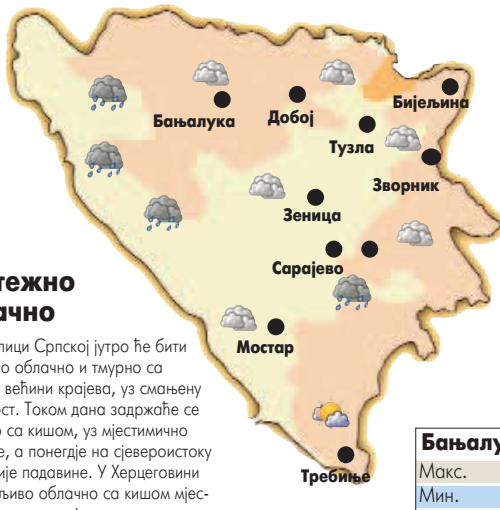 Бањалука
Добој
Бијељина
Тузла
Зворник
Зеница
Сарајево
Мостар
Требиње
тежно
ачно
лици Српској јутро ће бити
о облачно и тмурно са
већини крајева, уз смањену
ост. Током дана задржаће се
о са кишом, уз мјестимично
е, а понегдје на сјевероистоку
ије падавине. У Херцеговини
љиво облачно са кишом мјес-
Бањалу
Макс.
Мин.